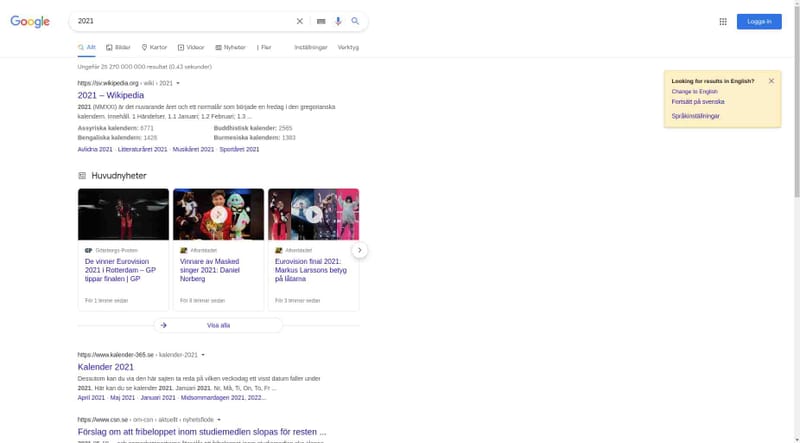 Google
2021
Logga in
Allt
Bilder
Kartor
Videor
Nyheter
Fler
Inställningar
Verktyg
Ungefär 25 270 000 000 resultat (0,43 sekunder)
https://sv.wikipedia.org › wiki › 2021
2021 – Wikipedia
2021 (MMXXI) är det nuvarande året och ett normalår som började en fredag i den gregorianska
kalendern. Innehåll. 1 Händelser. 1.1 Januari; 1.2 Februari; 1.3 ...
Assyriska kalendern: 6771
Buddhistisk kalender: 2565
Bengaliska kalendern: 1428
Burmesiska kalendern: 1383
Avlidna 2021 · Litteraturåret 2021 · Musikåret 2021 · Sportåret 2021
Looking for results in English?
Change to English
Fortsätt på svenska
Språkinställningar
Huvudnyheter
GP Göteborgs-Posten
De vinner Eurovision
2021 i Rotterdam – GP
tippar finalen | GP
För 1 timme sedan
Aftonbladet
Vinnare av Masked
singer 2021: Daniel
Norberg
För 8 timmar sedan
Aftonbladet
Eurovision final 2021:
Markus Larssons betyg
på låtarna
För 3 timmar sedan
Visa alla
https://www.kalender-365.se › kalender-2021
Kalender 2021
Dessutom kan du via den här sajten ta reda på vilken veckodag ett visst datum faller under
2021. Här kan du se kalender 2021. Januari 2021. Nr, Må, Ti, On, To, Fr ...
April 2021 · Maj 2021 · Januari 2021 · Midsommardagen 2021, 2022...
https://www.csn.se › om-csn › aktuellt › nyhetsflode
Förslag om att fribeloppet inom studiemedlen slopas för resten ...